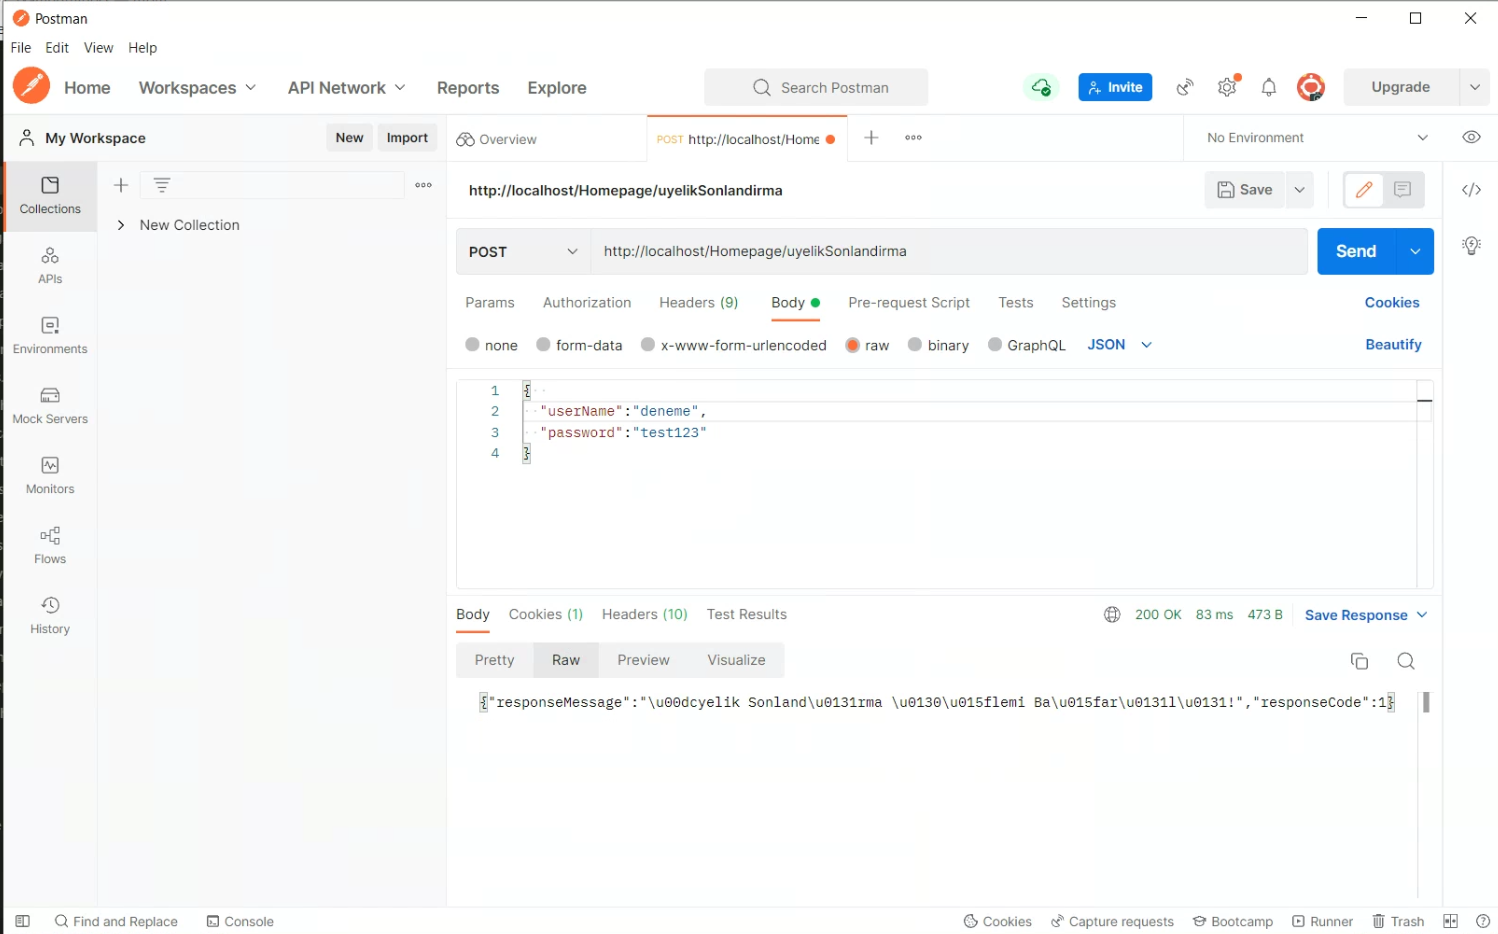 Postman
File Edit View Help
Home Workspaces API Network Reports Explore Search Postman Invite Upgrade
My Workspace New Import Overview POST http://localhost/Home No Environment
Collections
New Collection
http://localhost/Homepage/uyelikSonlandirma Save
APIs
POST http://localhost/Homepage/uyelikSonlandirma Send
Environments
Params Authorization Headers (9) Body Pre-request Script Tests Settings Cookies
none form-data x-www-form-urlencoded raw binary GraphQL JSON Beautify
Mock Servers
1 {
2 "userName":"deneme",
3 "password":"test123"
4 }
Monitors
Flows
History
Body Cookies (1) Headers (10) Test Results 200 OK 83 ms 473 B Save Response
Pretty Raw Preview Visualize
{"responseMessage":"\u00dcyelik Sonland\u0131rma \u0130\u015flemi Ba\u015far\u0131l\u0131!","responseCode":1}
Find and Replace Console Cookies Capture requests Bootcamp Runner Trash